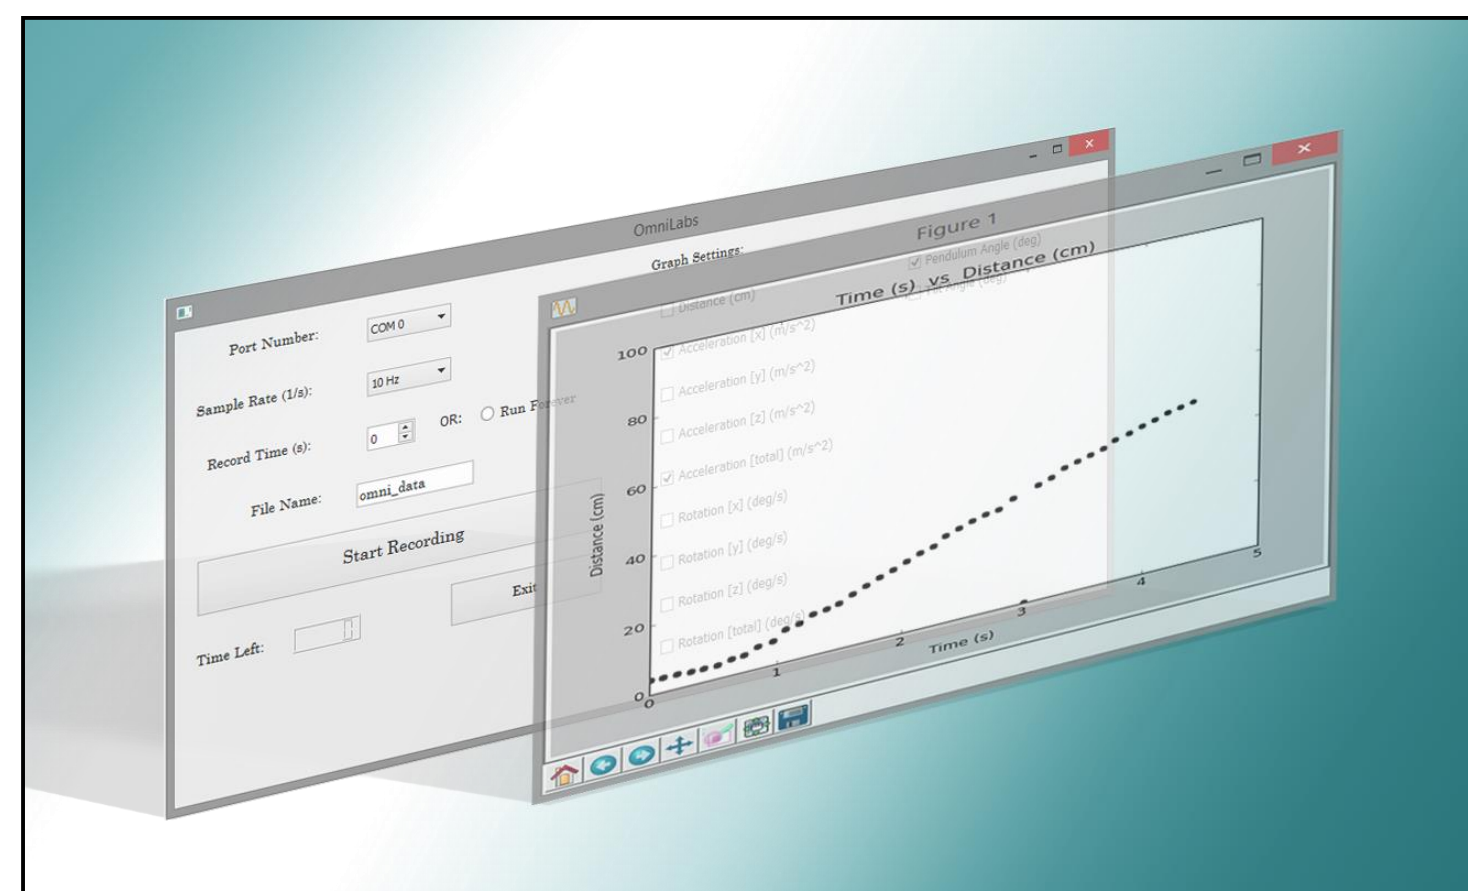 OmniLabs
Port Number:
COM 0
Sample Rate (1/s):
10 Hz
Record Time (s):
0
OR:
Run Forever
File Name:
omni_data
Start Recording
Exit
Time Left:
Graph Settings:
Distance (cm)
Acceleration [x] (m/s^2)
Acceleration [y] (m/s^2)
Acceleration [z] (m/s^2)
Acceleration [total] (m/s^2)
Rotation [x] (deg/s)
Rotation [y] (deg/s)
Rotation [z] (deg/s)
Rotation [total] (deg/s)
Pendulum Angle (deg)
Tilt Angle (deg)
Figure 1
Time (s) vs Distance (cm)
Distance (cm)
100
80
60
40
20
0
0
1
2
3
4
5
Time (s)